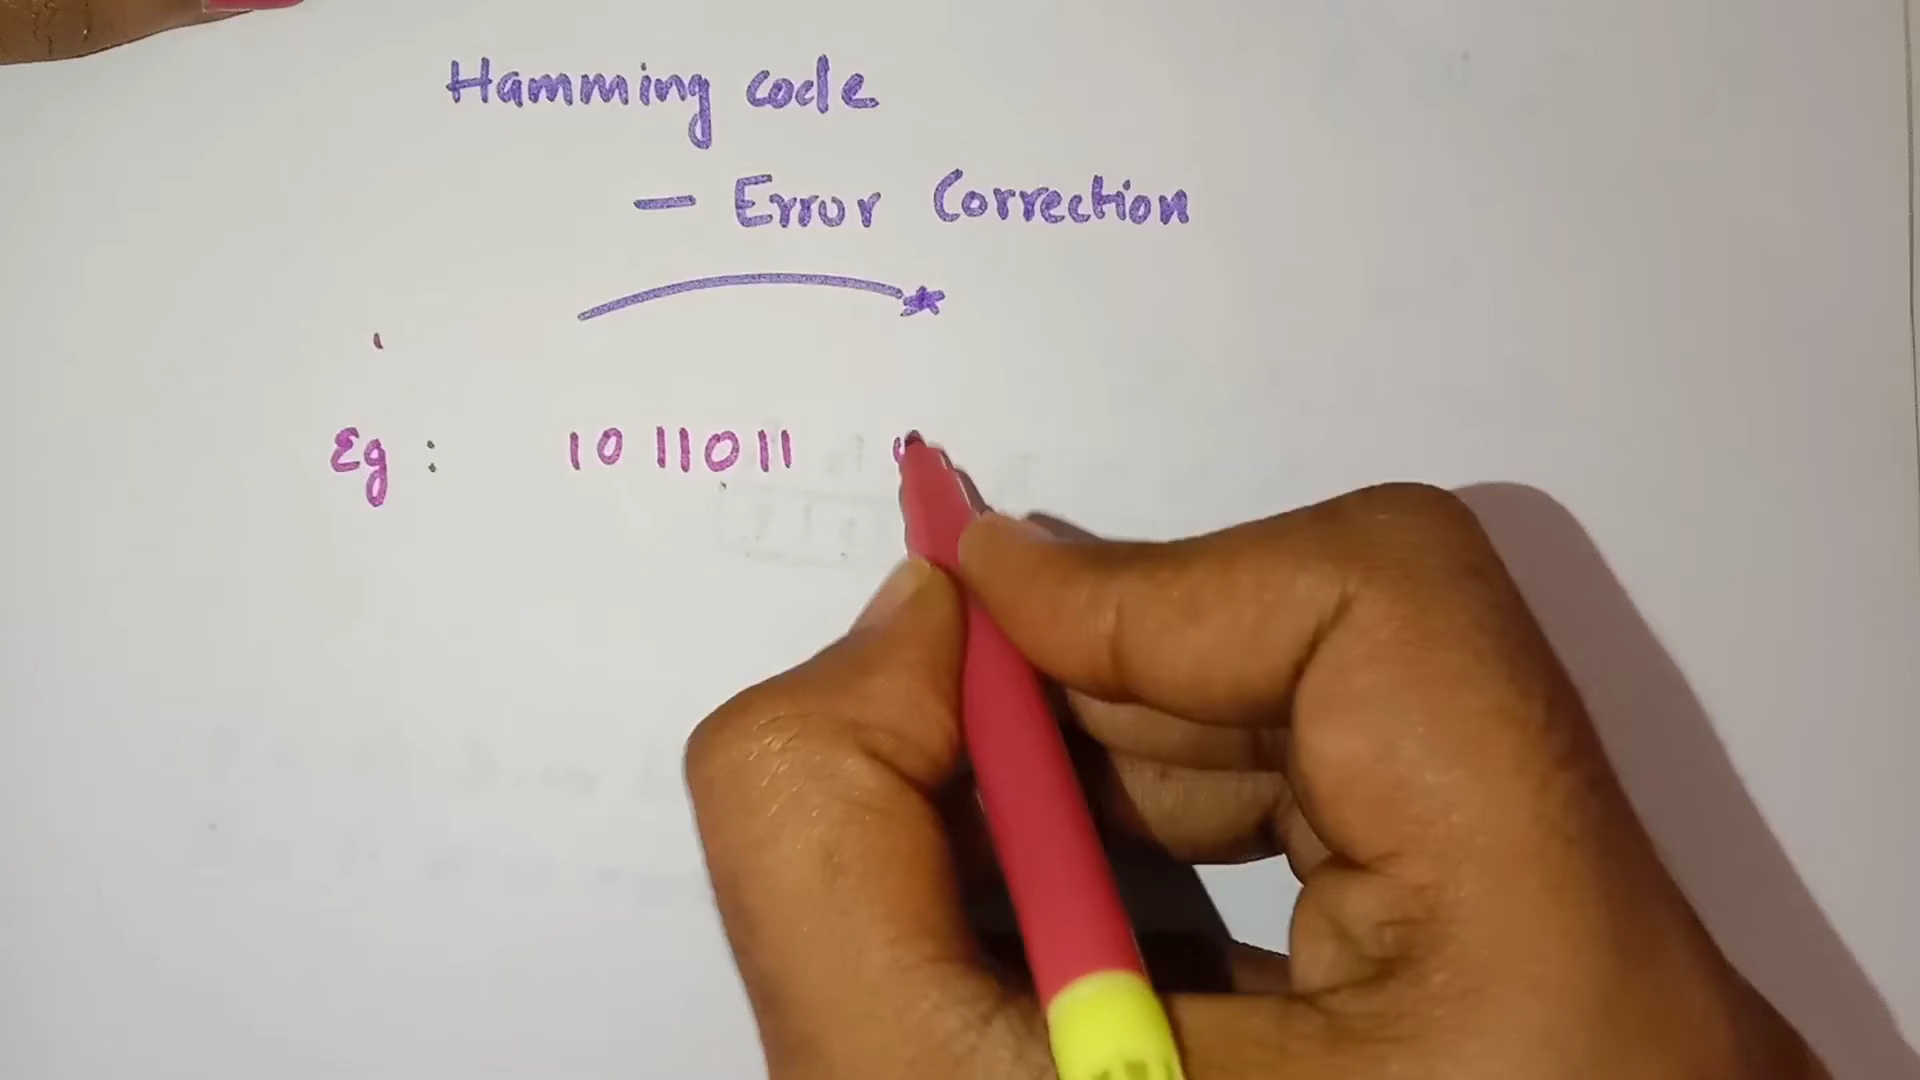 Hamming code
— Error Correction
Eg : 1011011